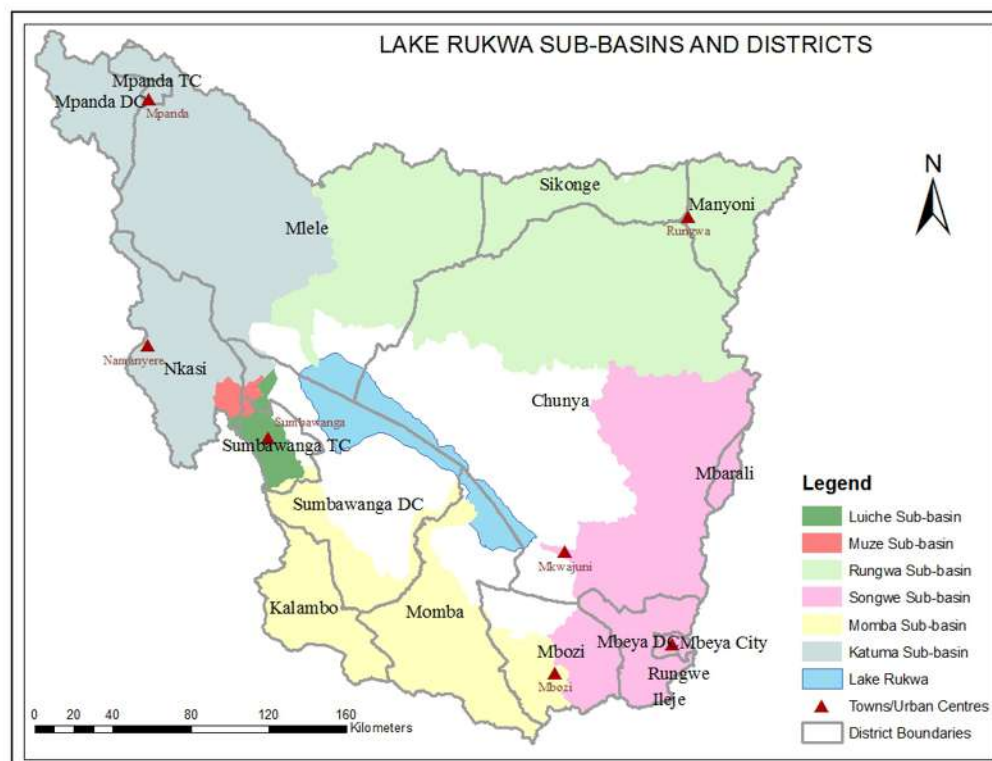 LAKE RUKWA SUB-BASINS AND DISTRICTS
Mpanda TC
Mpanda DC
Mpanda
N
Sikonge
Manyoni
Rungwa
Mlele
Namanyere
Nkasi
Chunya
Sumbawanga
Sumbawanga TC
Mbarali
Sumbawanga DC
Mkwajuni
Kalambo
Momba
Mbozi
Mbeya DC
Mbeya City
Mbozi
Rungwe
Ileje
Legend
Luiche Sub-basin
Muze Sub-basin
Rungwa Sub-basin
Songwe Sub-basin
Momba Sub-basin
Katuma Sub-basin
Lake Rukwa
Towns/Urban Centres
District Boundaries
0 20 40 80 120 160
Kilometers